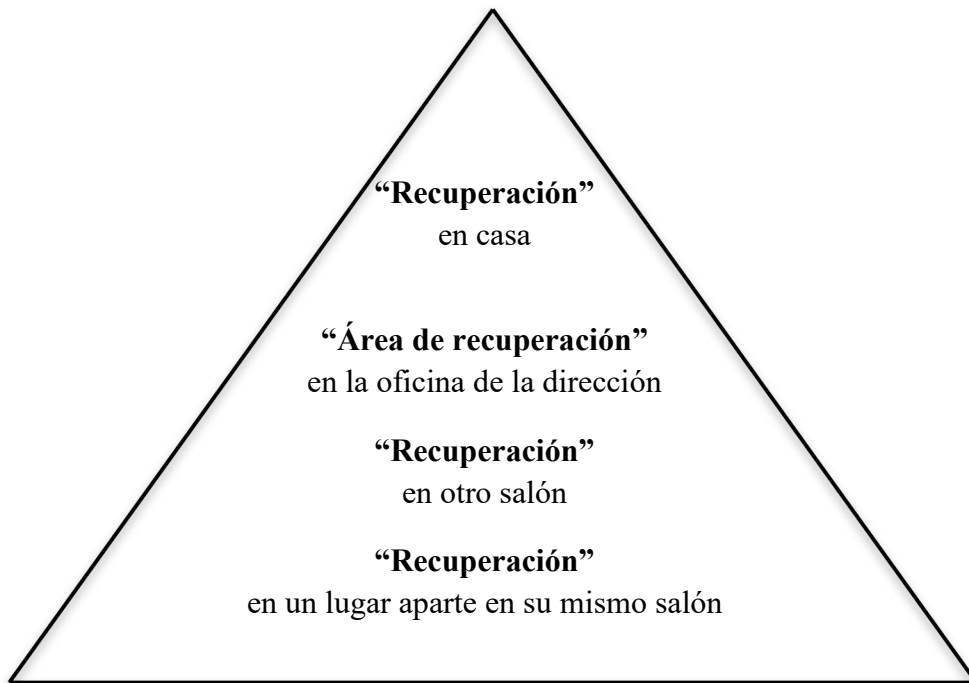 “Recuperación”
en casa
“Área de recuperación”
en la oficina de la dirección
“Recuperación”
en otro salón
“Recuperación”
en un lugar aparte en su mismo salón